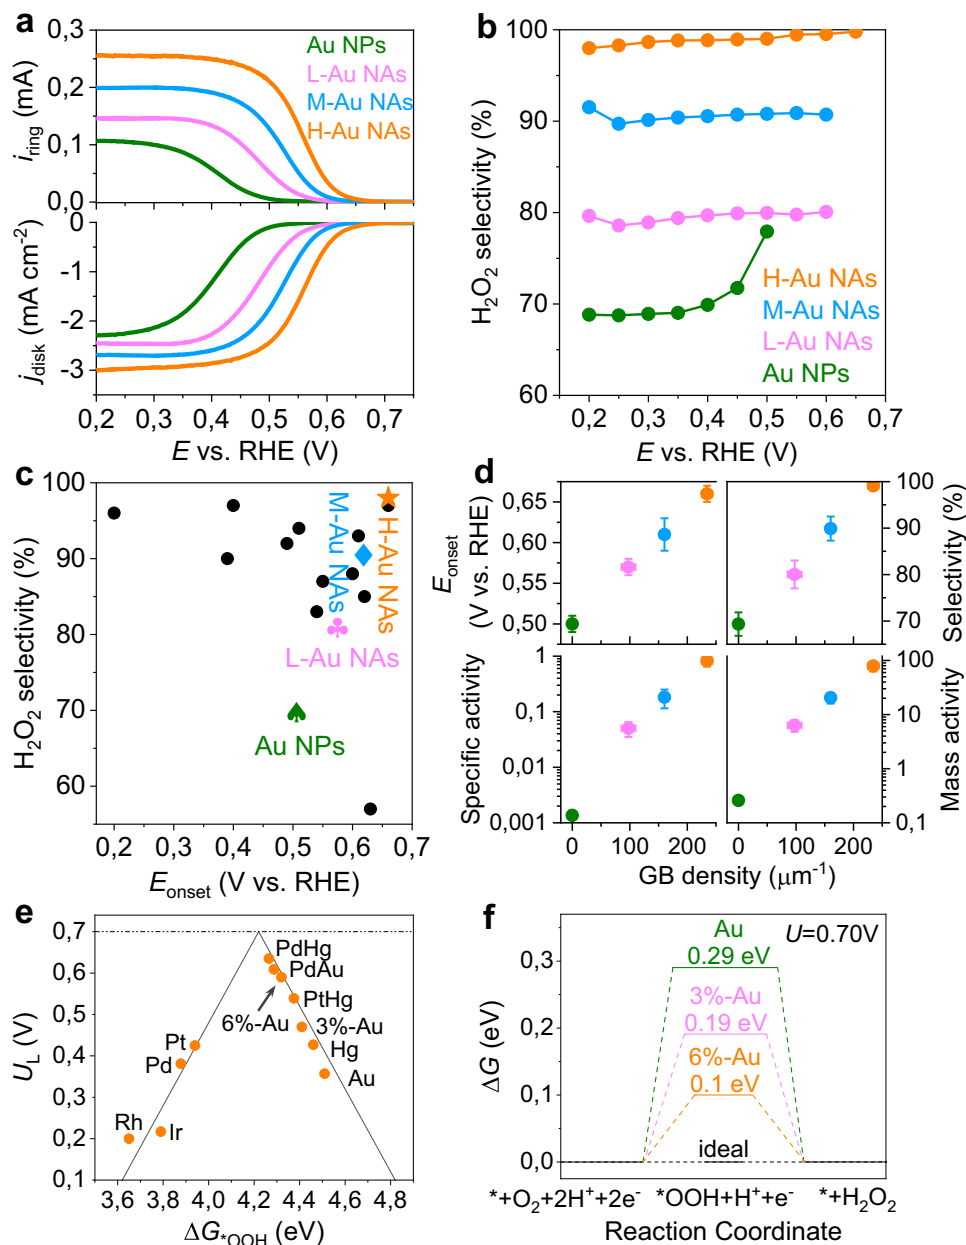 a
0,3
0,2
0,1
0,0
i_ring (mA)
Au NPs
L-Au NAs
M-Au NAs
H-Au NAs
0
-1
-2
-3
j_disk (mA cm⁻²)
0,2 0,3 0,4 0,5 0,6 0,7
E vs. RHE (V)
b
100
90
80
70
60
H₂O₂ selectivity (%)
H-Au NAs
M-Au NAs
L-Au NAs
Au NPs
0,2 0,3 0,4 0,5 0,6 0,7
E vs. RHE (V)
c
100
90
80
70
60
H₂O₂ selectivity (%)
M-Au NAs
H-Au NAs
L-Au NAs
Au NPs
0,2 0,3 0,4 0,5 0,6 0,7
E_onset (V vs. RHE)
d
0,65
0,60
0,55
0,50
E_onset
(V vs. RHE)
100
90
80
70
Selectivity (%)
1
0,1
0,01
0,001
Specific activity
100
10
1
0,1
Mass activity
0 100 200 0 100 200
GB density (μm⁻¹)
e
0,7
0,6
0,5
0,4
0,3
0,2
0,1
U_L (V)
PdHg
PdAu
6%-Au
PtHg
3%-Au
Pt
Hg
Pd
Au
Rh
Ir
3,6 3,8 4,0 4,2 4,4 4,6 4,8
ΔG_*OOH (eV)
f
0,3
0,2
0,1
0,0
ΔG (eV)
U=0.70V
Au
0.29 eV
3%-Au
0.19 eV
6%-Au
0.1 eV
ideal
*+O₂+2H⁺+2e⁻ *OOH+H⁺+e⁻ *+H₂O₂
Reaction Coordinate